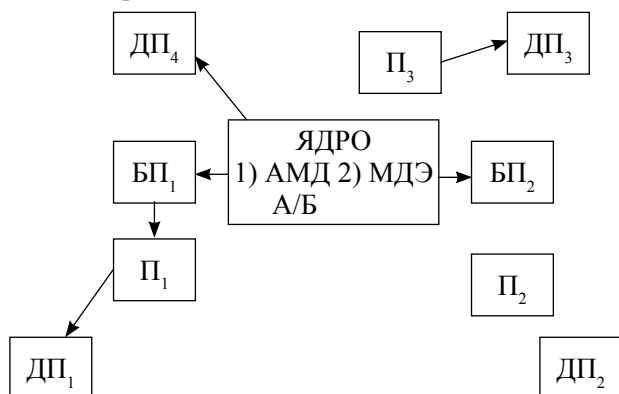 ДП₄
П₃
ДП₃
ЯДРО
1) АМД 2) МДЭ
А/Б
БП₁
БП₂
П₁
П₂
ДП₁
ДП₂